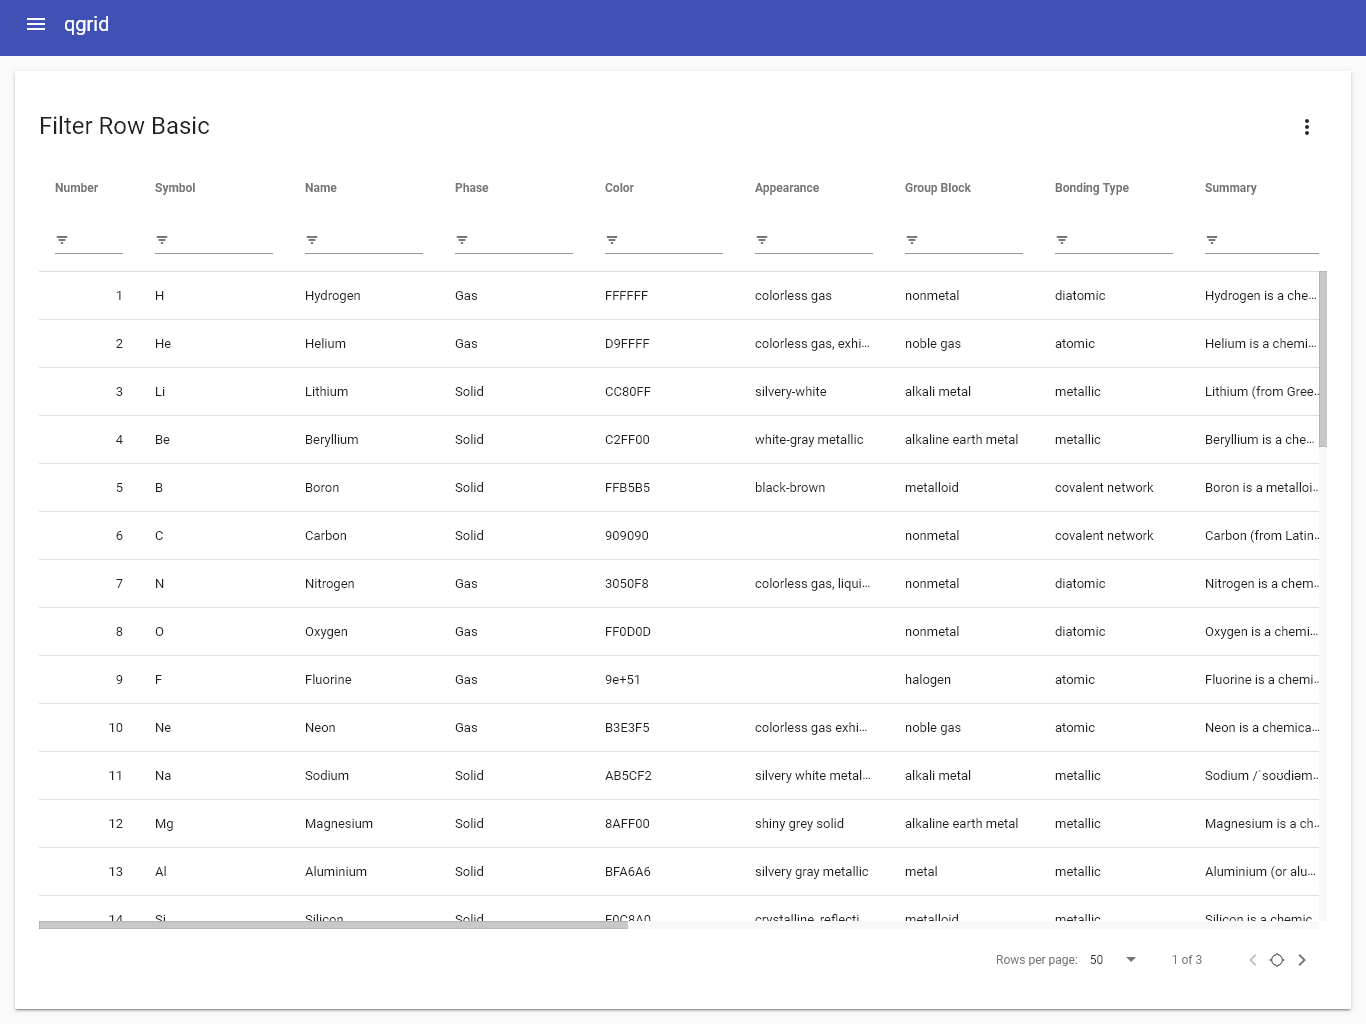 qgrid
Filter Row Basic
Number Symbol Name Phase Color Appearance Group Block Bonding Type Summary
1 H Hydrogen Gas FFFFFF colorless gas nonmetal diatomic Hydrogen is a che...
2 He Helium Gas D9FFFF colorless gas, exhi... noble gas atomic Helium is a chemi...
3 Li Lithium Solid CC80FF silvery-white alkali metal metallic Lithium (from Gree...
4 Be Beryllium Solid C2FF00 white-gray metallic alkaline earth metal metallic Beryllium is a che...
5 B Boron Solid FFB5B5 black-brown metalloid covalent network Boron is a metalloi...
6 C Carbon Solid 909090 nonmetal covalent network Carbon (from Latin...
7 N Nitrogen Gas 3050F8 colorless gas, liqui... nonmetal diatomic Nitrogen is a chem...
8 O Oxygen Gas FF0D0D nonmetal diatomic Oxygen is a chemi...
9 F Fluorine Gas 9e+51 halogen atomic Fluorine is a chemi...
10 Ne Neon Gas B3E3F5 colorless gas exhi... noble gas atomic Neon is a chemica...
11 Na Sodium Solid AB5CF2 silvery white metal... alkali metal metallic Sodium /ˈsoʊdiəm...
12 Mg Magnesium Solid 8AFF00 shiny grey solid alkaline earth metal metallic Magnesium is a ch...
13 Al Aluminium Solid BFA6A6 silvery gray metallic metal metallic Aluminium (or alu...
14 Si Silicon Solid F0C8A0 crystalline, reflecti... metalloid metallic Silicon is a chemic...
Rows per page: 50 1 of 3